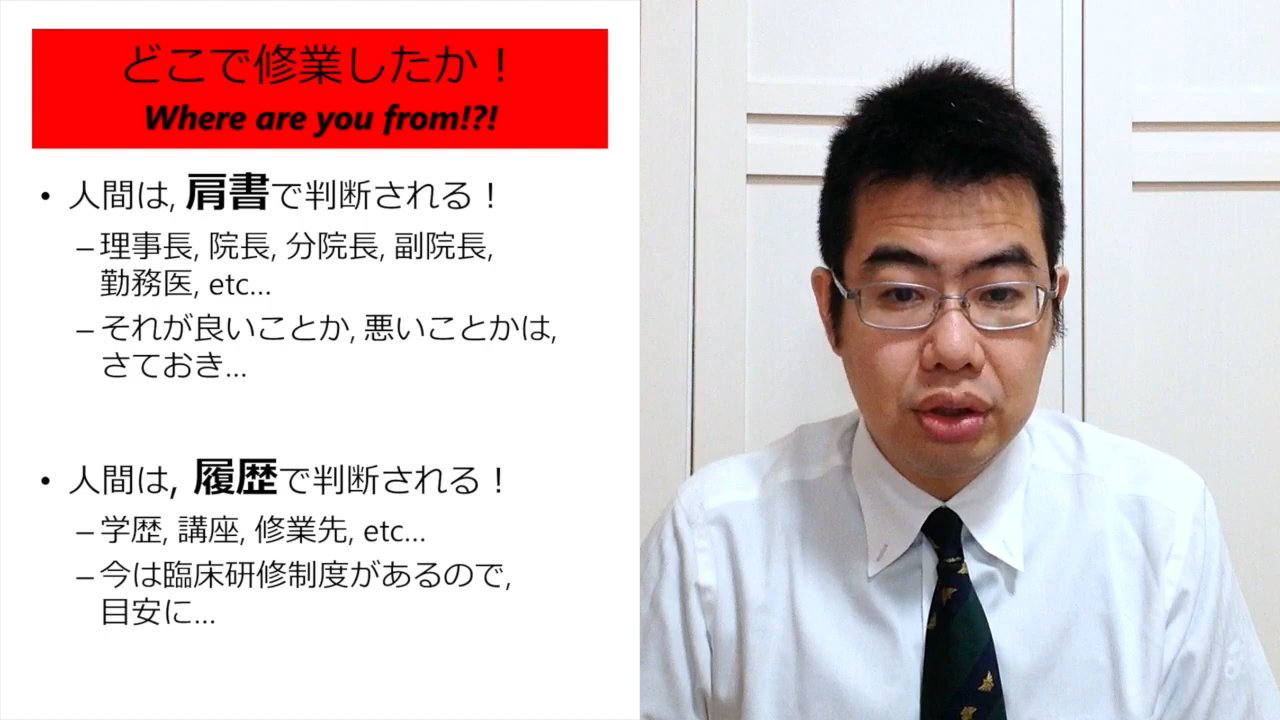 どこで修業したか！
Where are you from!?!
• 人間は, 肩書で判断される！
– 理事長, 院長, 分院長, 副院長,
勤務医, etc...
– それが良いことか, 悪いことかは,
さておき...
• 人間は, 履歴で判断される！
– 学歴, 講座, 修業先, etc...
– 今は臨床研修制度があるので,
目安に...